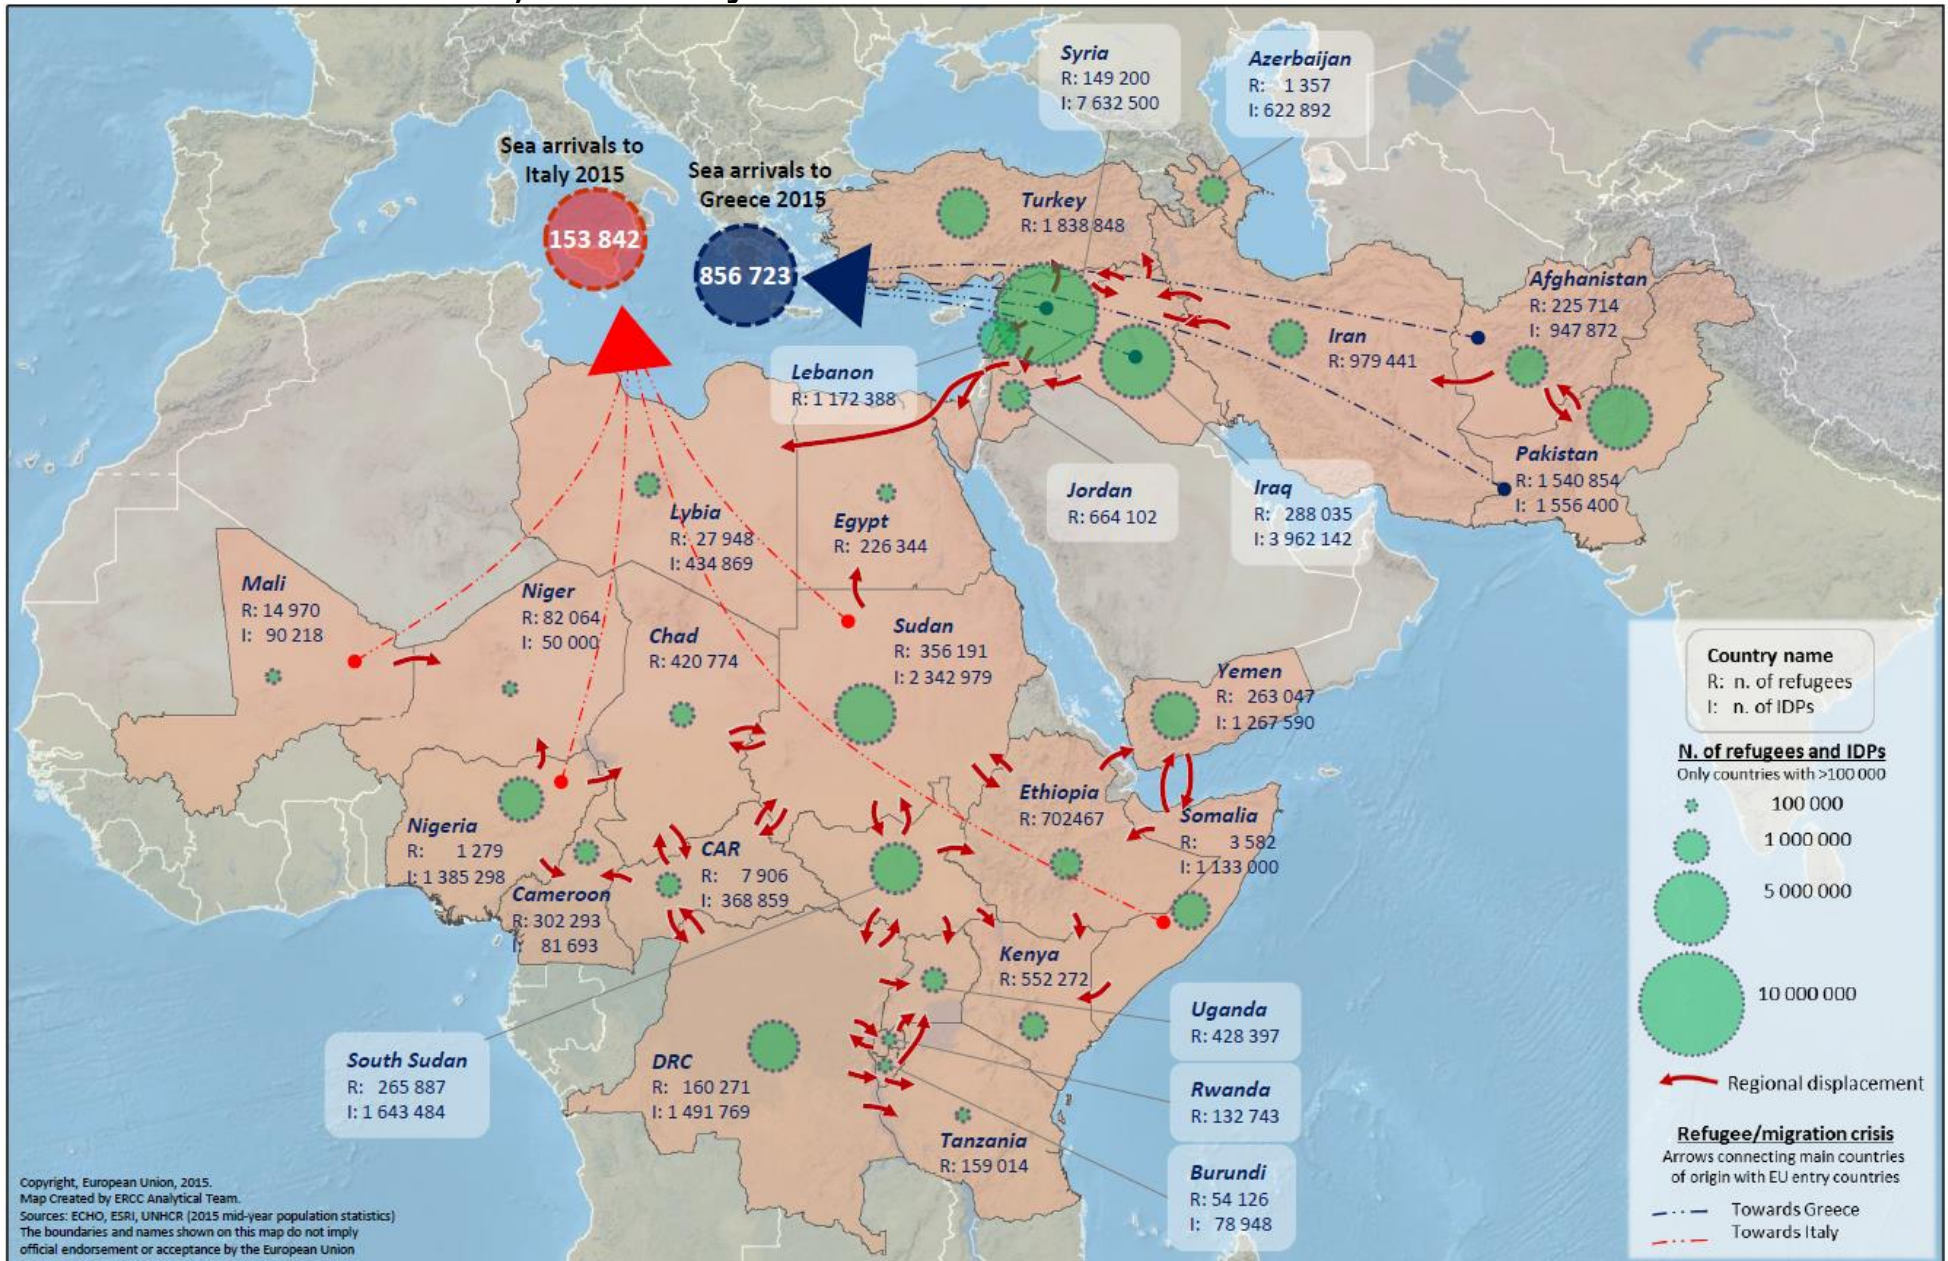 Syria
R: 149 200
I: 7 632 500
Azerbaijan
R: 1 357
I: 622 892
Sea arrivals to
Italy 2015
153 842
Sea arrivals to
Greece 2015
856 723
Turkey
R: 1 838 848
Afghanistan
R: 225 714
I: 947 872
Iran
R: 979 441
Lebanon
R: 1 172 388
Pakistan
R: 1 540 854
I: 1 556 400
Jordan
R: 664 102
Iraq
R: 288 035
I: 3 962 142
Lybia
R: 27 948
I: 434 869
Egypt
R: 226 344
Mali
R: 14 970
I: 90 218
Niger
R: 82 064
I: 50 000
Chad
R: 420 774
Sudan
R: 356 191
I: 2 342 979
Yemen
R: 263 047
I: 1 267 590
Ethiopia
R: 702467
Somalia
R: 3 582
I: 1 133 000
Nigeria
R: 1 279
I: 1 385 298
CAR
R: 7 906
I: 368 859
Cameroon
R: 302 293
I: 81 693
Kenya
R: 552 272
Uganda
R: 428 397
South Sudan
R: 265 887
I: 1 643 484
DRC
R: 160 271
I: 1 491 769
Rwanda
R: 132 743
Tanzania
R: 159 014
Burundi
R: 54 126
I: 78 948
Country name
R: n. of refugees
I: n. of IDPs
N. of refugees and IDPs
Only countries with >100 000
100 000
1 000 000
5 000 000
10 000 000
Regional displacement
Refugee/migration crisis
Arrows connecting main countries
of origin with EU entry countries
Towards Greece
Towards Italy
Copyright, European Union, 2015.
Map Created by ERCC Analytical Team.
Sources: ECHO, ESRI, UNHCR (2015 mid-year population statistics)
The boundaries and names shown on this map do not imply
official endorsement or acceptance by the European Union